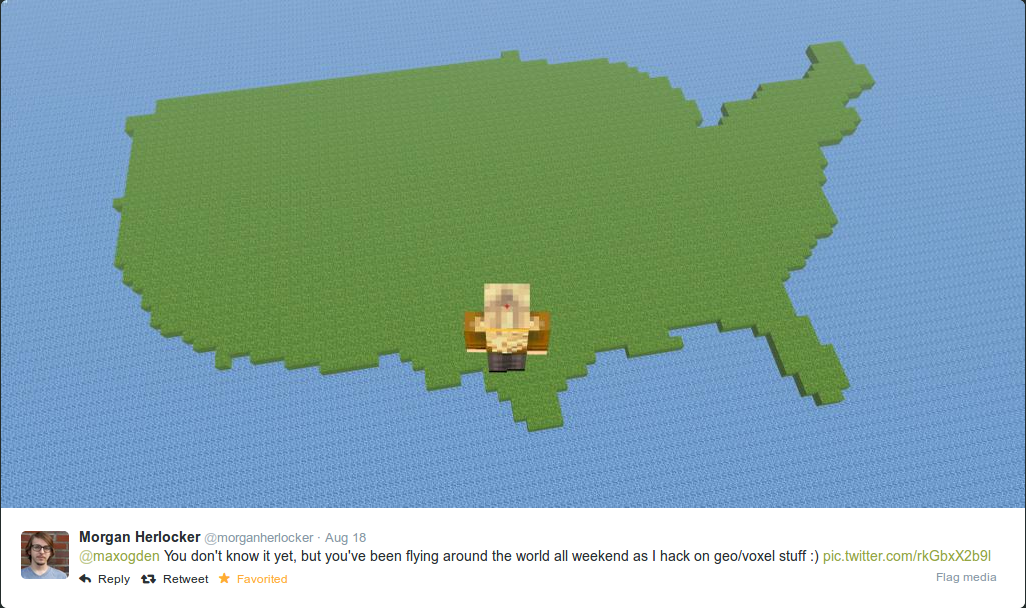 Morgan Herlocker @morganherlocker · Aug 18
@maxogden You don't know it yet, but you've been flying around the world all weekend as I hack on geo/voxel stuff :) pic.twitter.com/rkGbxX2b9l
Reply Retweet Favorited Flag media